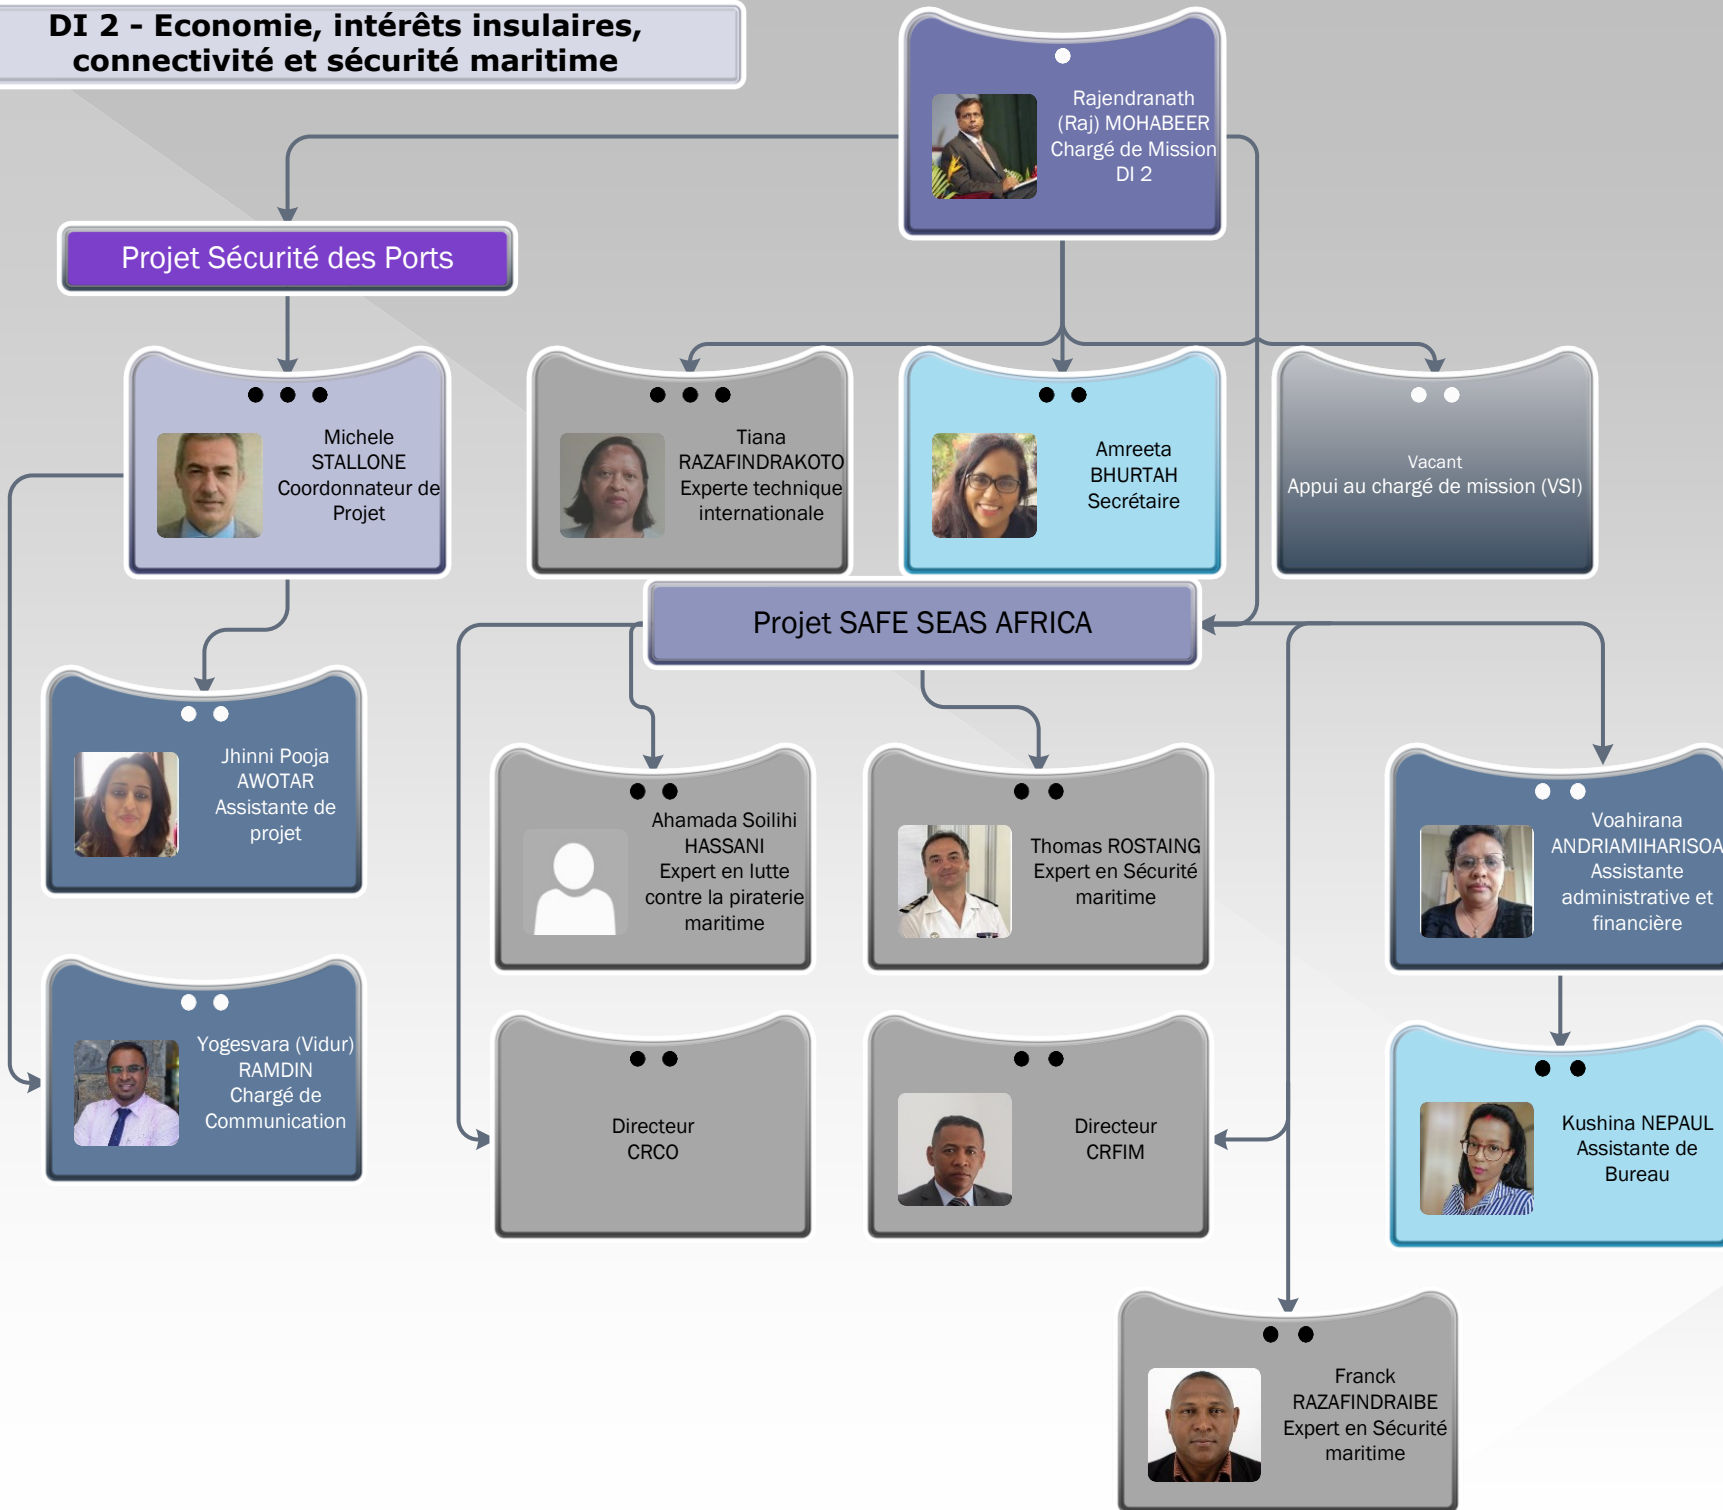 DI 2 - Economie, intérêts insulaires,
connectivité et sécurité maritime
Rajendranath
(Raj) MOHABEER
Chargé de Mission
DI 2
Projet Sécurité des Ports
Michele
STALLONE
Coordonnateur de
Projet
Tiana
RAZAFINDRAKOTO
Experte technique
internationale
Amreeta
BHURTAH
Secrétaire
Vacant
Appui au chargé de mission (VSI)
Projet SAFE SEAS AFRICA
Jhinni Pooja
AWOTAR
Assistante de
projet
Ahamada Soilihi
HASSANI
Expert en lutte
contre la piraterie
maritime
Thomas ROSTAING
Expert en Sécurité
maritime
Voahirana
ANDRIAMIHARISOA
Assistante
administrative et
financière
Yogesvara (Vidur)
RAMDIN
Chargé de
Communication
Directeur
CRCO
Directeur
CRFIM
Kushina NEPAUL
Assistante de
Bureau
Franck
RAZAFINDRAIBE
Expert en Sécurité
maritime